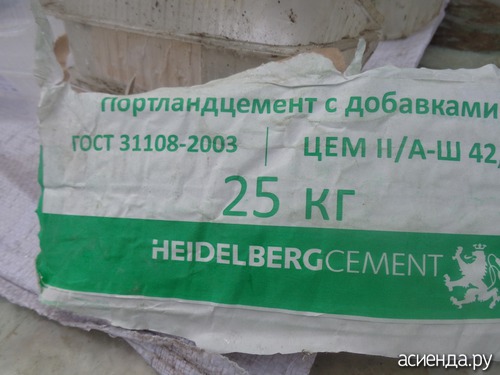 Портландцемент с добавками
ГОСТ 31108-2003 | ЦЕМ II/А-Ш 42,
25 кг
HEIDELBERGCEMENT
асиенда.ру